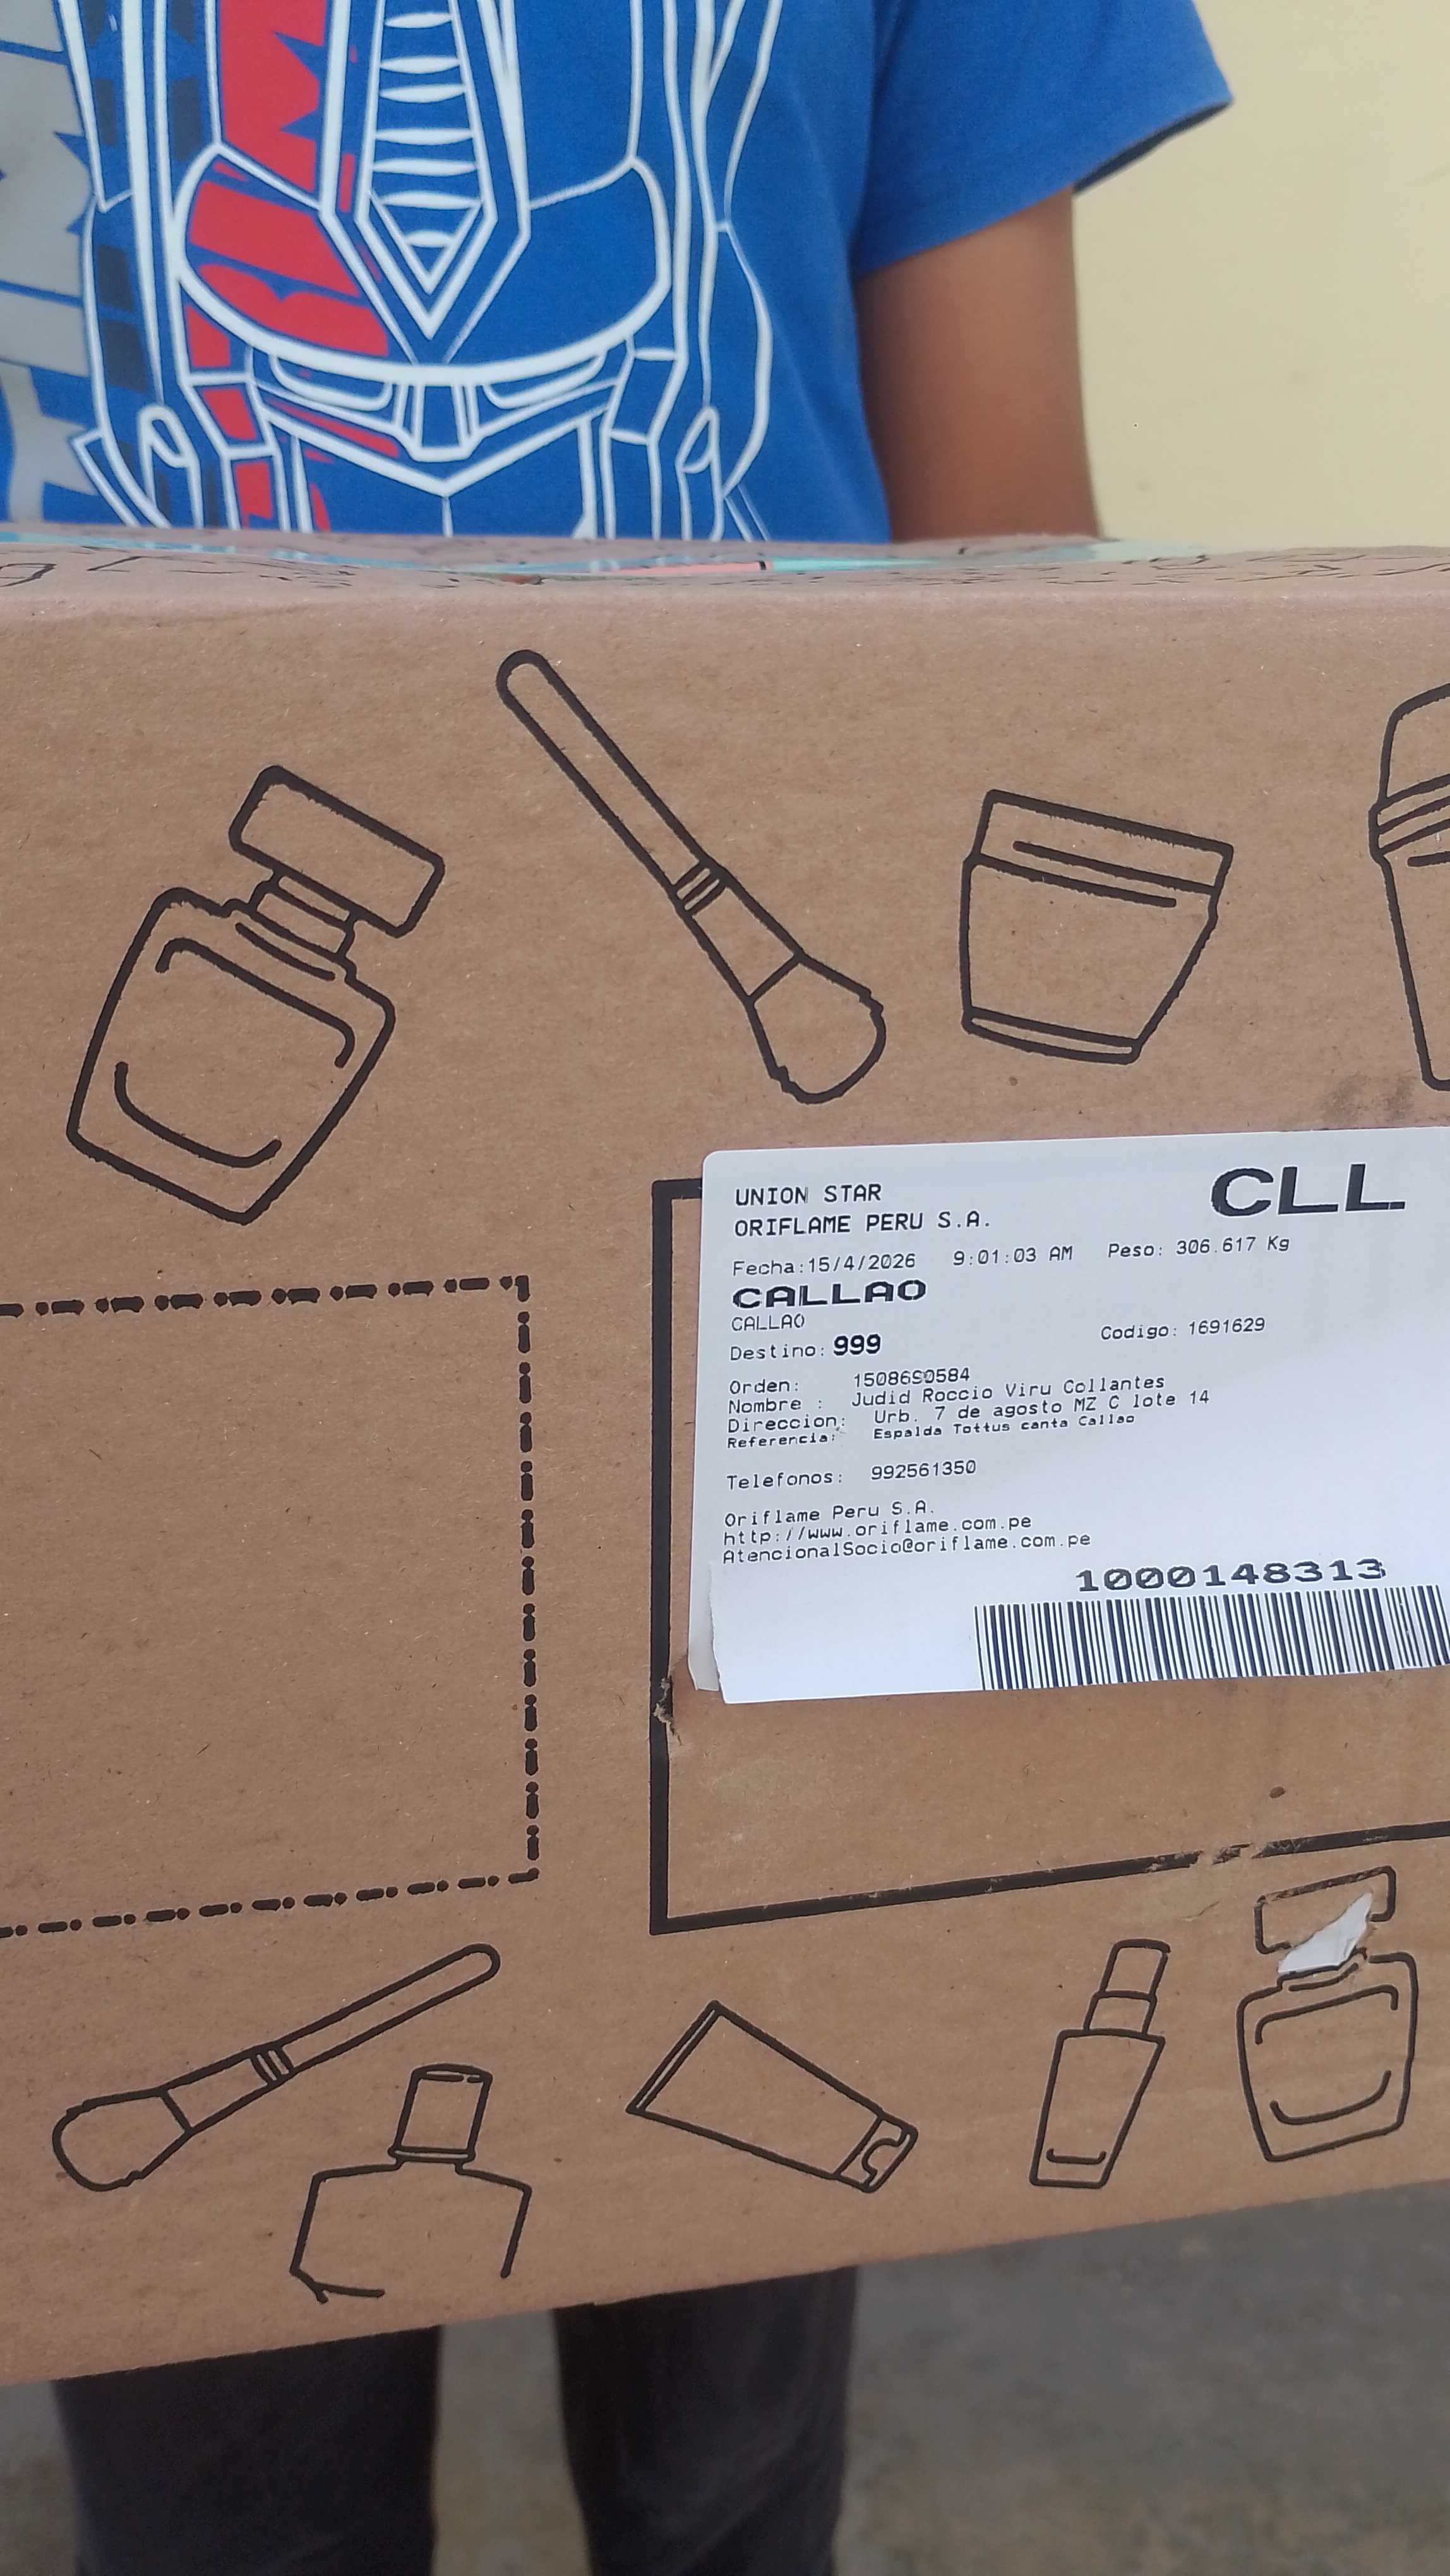 UNION STAR
CLL
ORIFLAME PERU S.A.
Fecha:15/4/2026 9:01:03 AM Peso: 306.617 Kg
CALLAO
CALLAO
Destino: 999 Codigo: 1691629
Orden: 1508690584
Nombre : Judid Roccio Viru Collantes
Direccion: Urb. 7 de agosto MZ C lote 14
Referencia: Espalda Tottus canta Callao
Telefonos: 992561350
Oriflame Peru S.A.
http://www.oriflame.com.pe
AtencionalSocio@oriflame.com.pe
1000148313